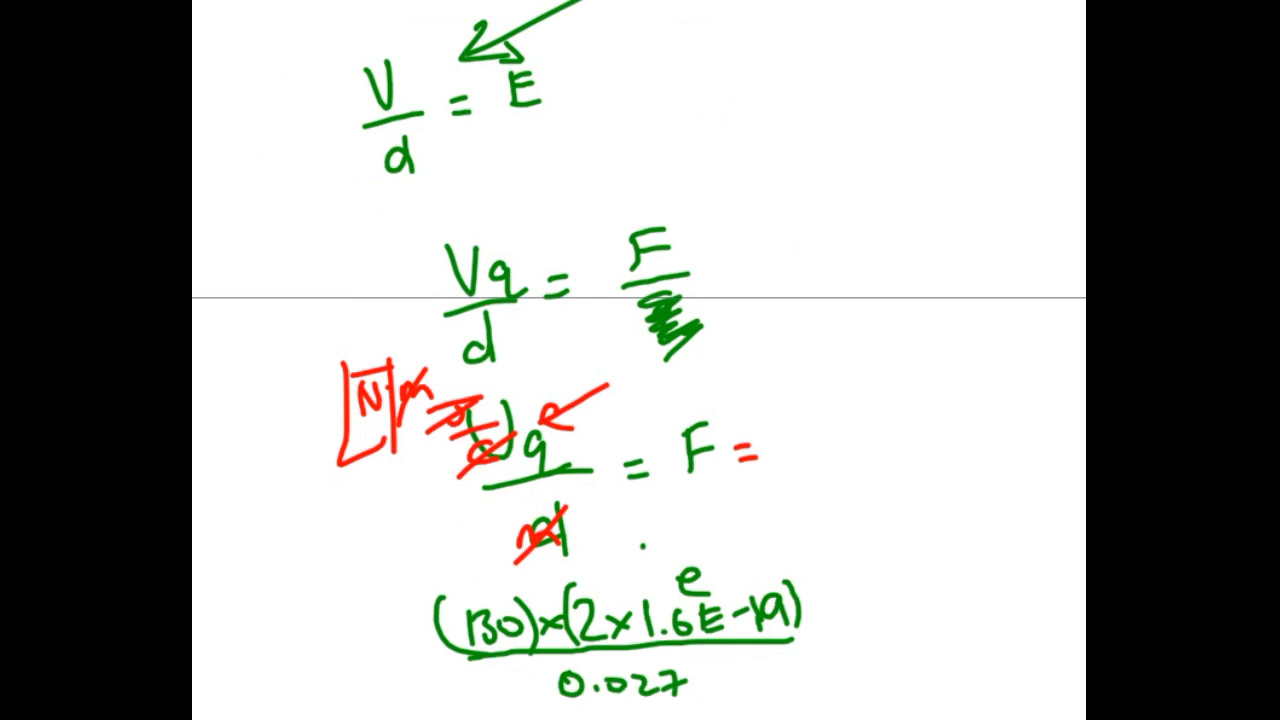 V/d = E
Vq/d = F
N m
q = F =
d
e
(130)×(2×1.6E-19)
0.027